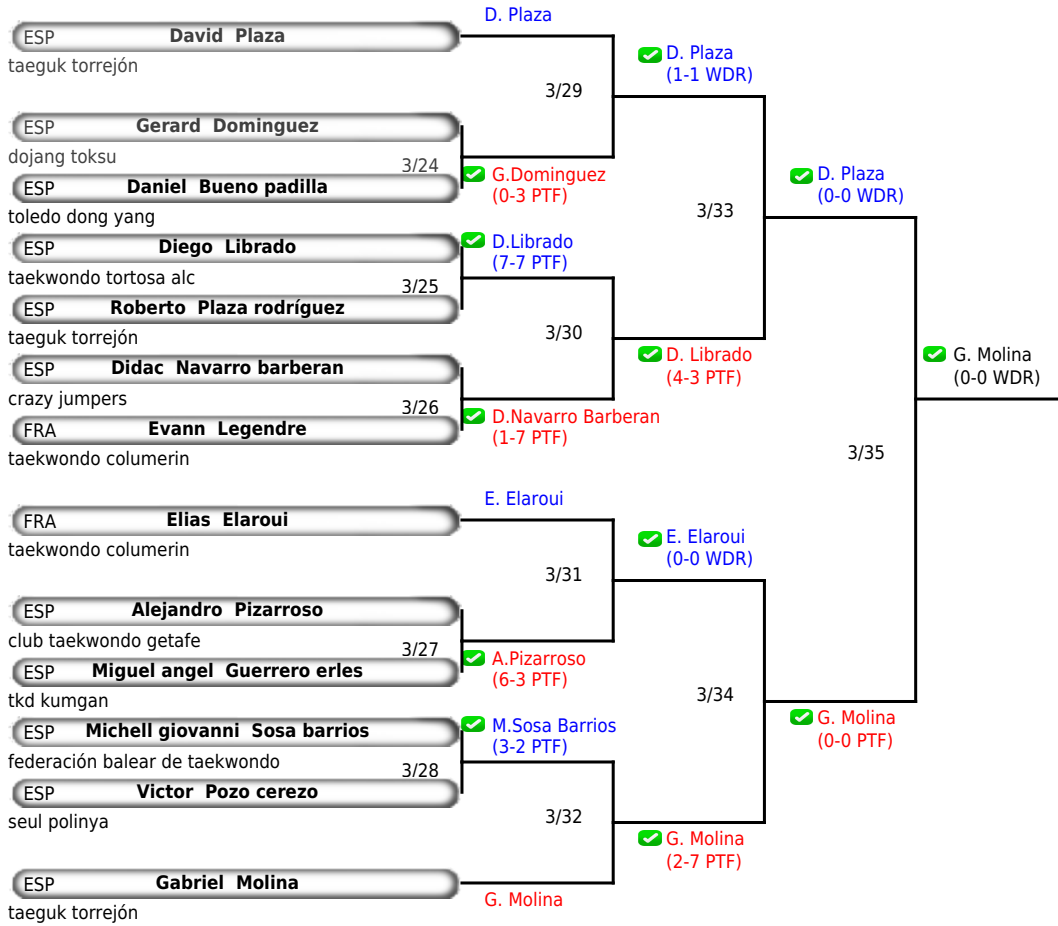 D. Plaza
ESP David Plaza
taeguk torrejón
D. Plaza
(1-1 WDR)
3/29
ESP Gerard Dominguez
dojang toksu
3/24
ESP Daniel Bueno padilla
toledo dong yang
G.Dominguez
(0-3 PTF)
D. Plaza
(0-0 WDR)
3/33
ESP Diego Librado
taekwondo tortosa alc
D.Librado
(7-7 PTF)
3/25
ESP Roberto Plaza rodríguez
taeguk torrejón
3/30
ESP Didac Navarro barberan
crazy jumpers
D. Librado
(4-3 PTF)
G. Molina
(0-0 WDR)
3/26
FRA Evann Legendre
taekwondo columerin
D.Navarro Barberan
(1-7 PTF)
3/35
E. Elaroui
FRA Elias Elaroui
taekwondo columerin
E. Elaroui
(0-0 WDR)
3/31
ESP Alejandro Pizarroso
club taekwondo getafe
3/27
ESP Miguel angel Guerrero erles
tkd kumgan
A.Pizarroso
(6-3 PTF)
3/34
ESP Michell giovanni Sosa barrios
federación balear de taekwondo
M.Sosa Barrios
(3-2 PTF)
G. Molina
(0-0 PTF)
3/28
ESP Victor Pozo cerezo
seul polinya
3/32
G. Molina
(2-7 PTF)
ESP Gabriel Molina
taeguk torrejón
G. Molina